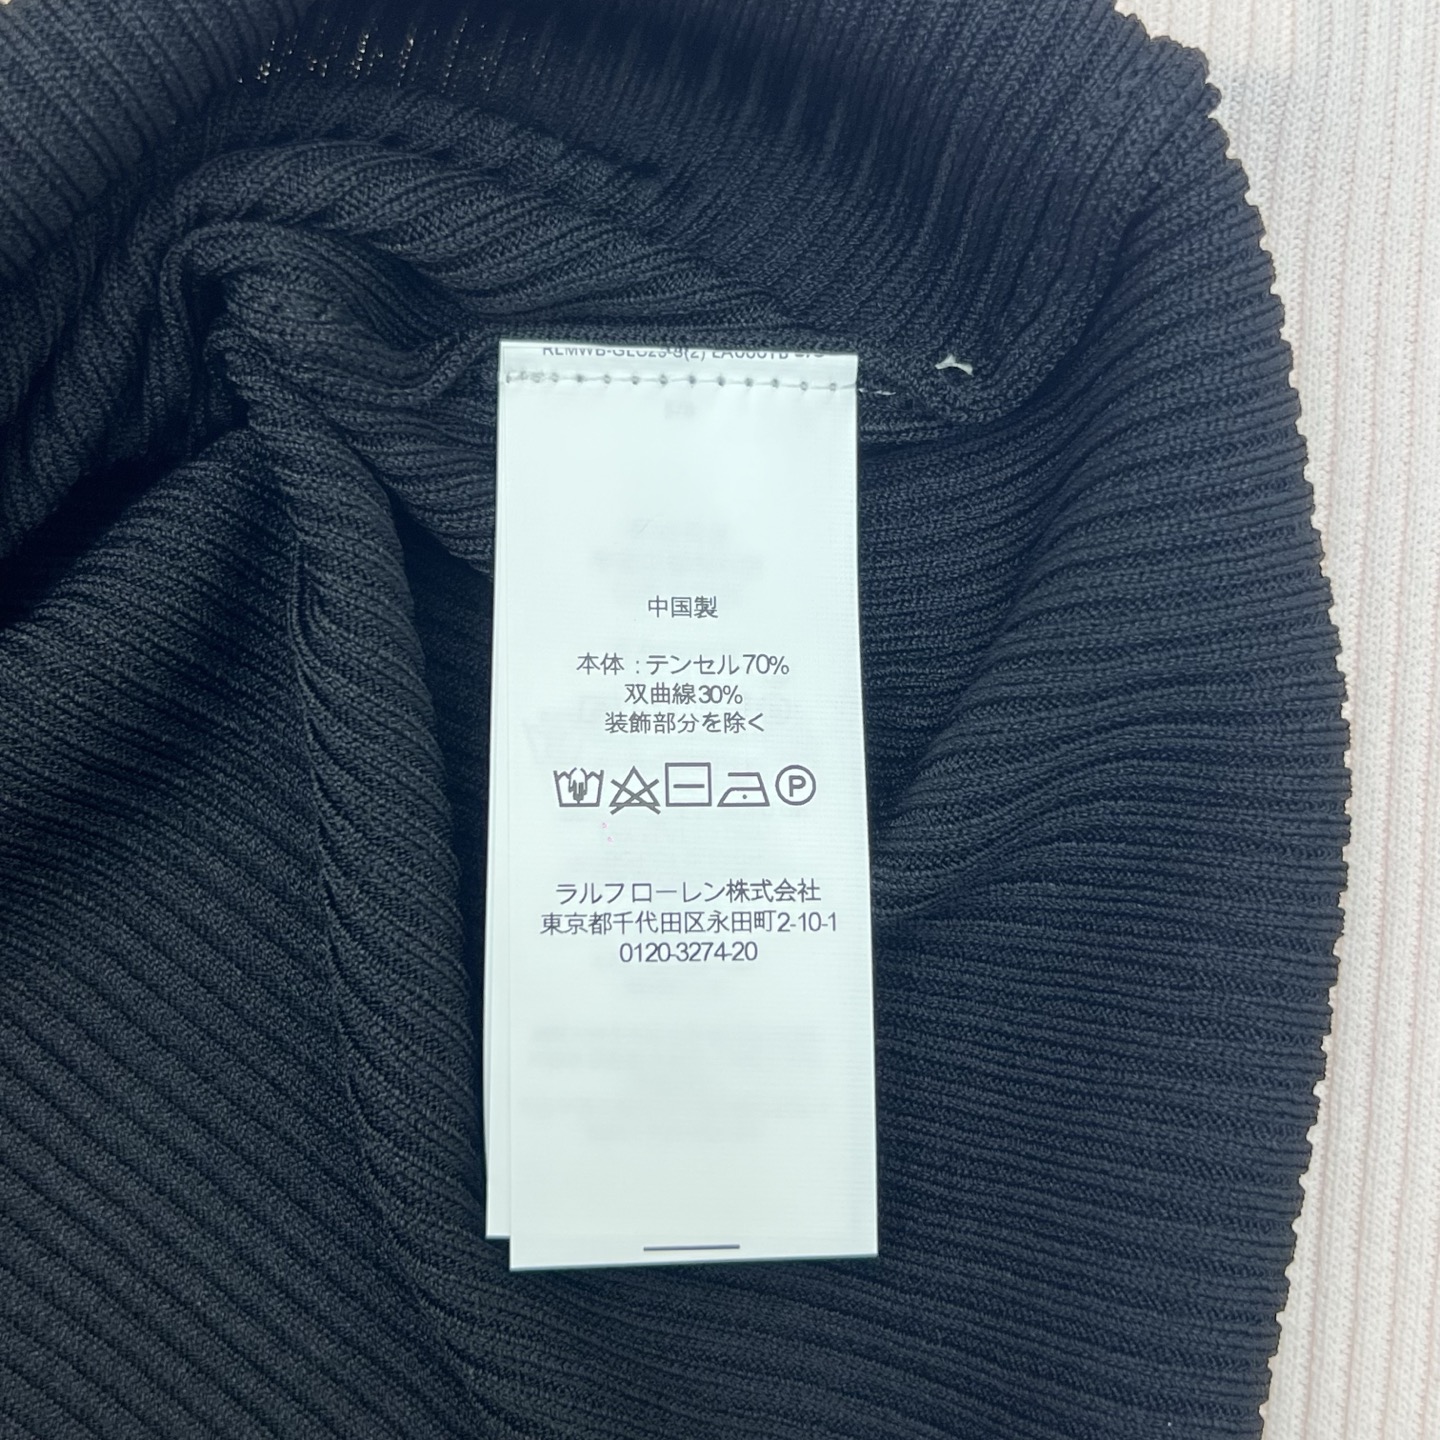 中国製
本体：テンセル70%
双曲線30%
装飾部分を除く
P
ラルフローレン株式会社
東京都千代田区永田町2-10-1
0120-3274-20